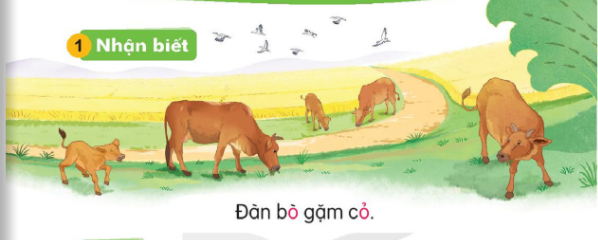 1 Nhận biết
Đàn bò gặm cỏ.